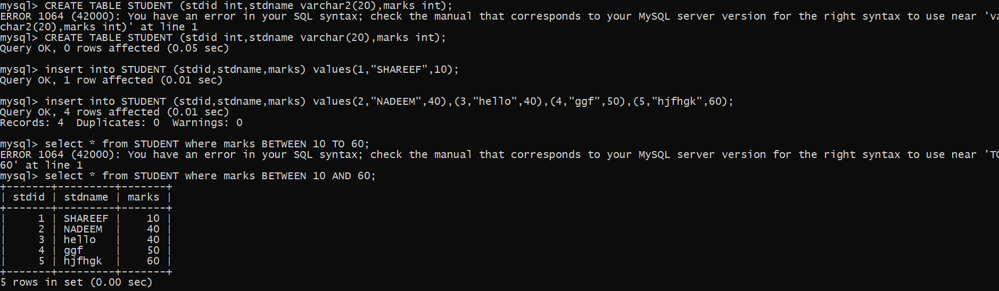 mysql> CREATE TABLE STUDENT (stdid int,stdname varchar2(20),marks int);
ERROR 1064 (42000): You have an error in your SQL syntax; check the manual that corresponds to your MySQL server version for the right syntax to use near 'va
char2(20),marks int)' at line 1
mysql> CREATE TABLE STUDENT (stdid int,stdname varchar(20),marks int);
Query OK, 0 rows affected (0.05 sec)

mysql> insert into STUDENT (stdid,stdname,marks) values(1,"SHAREEF",10);
Query OK, 1 row affected (0.01 sec)

mysql> insert into STUDENT (stdid,stdname,marks) values(2,"NADEEM",40),(3,"hello",40),(4,"ggf",50),(5,"hjfhgk",60);
Query OK, 4 rows affected (0.01 sec)
Records: 4  Duplicates: 0  Warnings: 0

mysql> select * from STUDENT where marks BETWEEN 10 TO 60;
ERROR 1064 (42000): You have an error in your SQL syntax; check the manual that corresponds to your MySQL server version for the right syntax to use near 'TO
60' at line 1
mysql> select * from STUDENT where marks BETWEEN 10 AND 60;
+-------+---------+-------+
| stdid | stdname | marks |
+-------+---------+-------+
|     1 | SHAREEF |    10 |
|     2 | NADEEM  |    40 |
|     3 | hello   |    40 |
|     4 | ggf     |    50 |
|     5 | hjfhgk  |    60 |
+-------+---------+-------+
5 rows in set (0.00 sec)